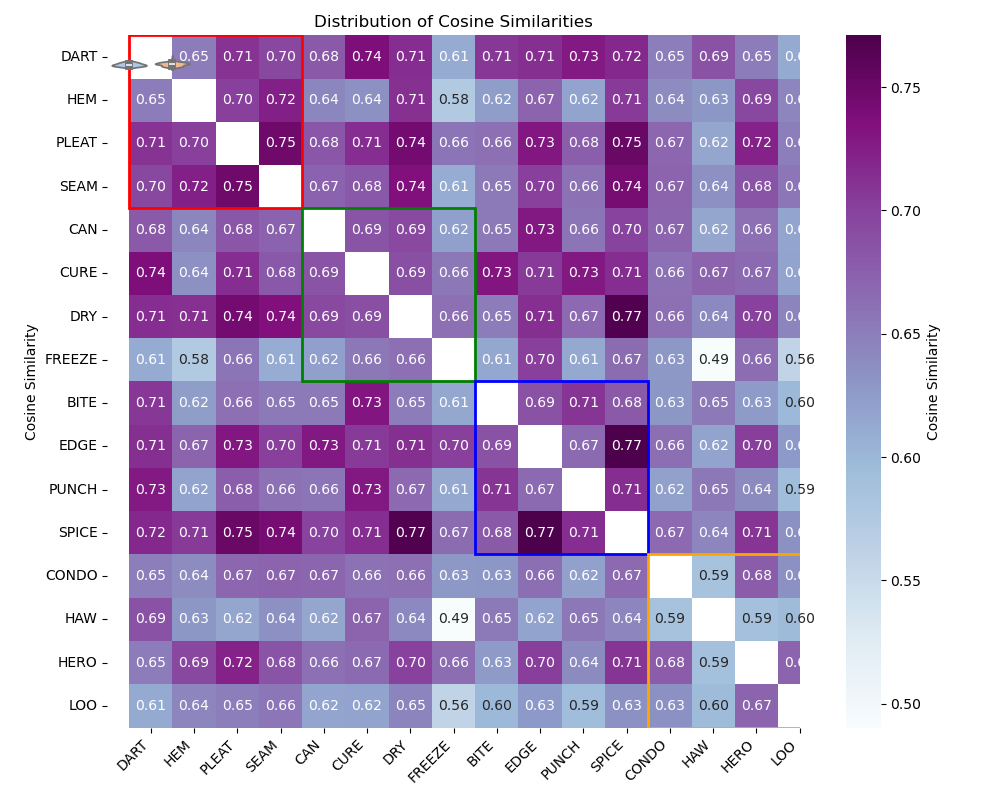 Distribution of Cosine Similarities
DART 0.65 0.71 0.70 0.68 0.74 0.71 0.61 0.71 0.71 0.73 0.72 0.65 0.69 0.65
HEM 0.65 0.70 0.72 0.64 0.64 0.71 0.58 0.62 0.67 0.62 0.71 0.64 0.63 0.69
PLEAT 0.71 0.70 0.75 0.68 0.71 0.74 0.66 0.66 0.73 0.68 0.75 0.67 0.62 0.72
SEAM 0.70 0.72 0.75 0.67 0.68 0.74 0.61 0.65 0.70 0.66 0.74 0.67 0.64 0.68
CAN 0.68 0.64 0.68 0.67 0.69 0.69 0.62 0.65 0.73 0.66 0.70 0.67 0.62 0.66
CURE 0.74 0.64 0.71 0.68 0.69 0.69 0.66 0.73 0.71 0.73 0.71 0.66 0.67 0.67
DRY 0.71 0.71 0.74 0.74 0.69 0.69 0.66 0.65 0.71 0.67 0.77 0.66 0.64 0.70
FREEZE 0.61 0.58 0.66 0.61 0.62 0.66 0.66 0.61 0.70 0.61 0.67 0.63 0.49 0.66 0.56
BITE 0.71 0.62 0.66 0.65 0.65 0.73 0.65 0.61 0.69 0.71 0.68 0.63 0.65 0.63 0.60
EDGE 0.71 0.67 0.73 0.70 0.73 0.71 0.71 0.70 0.69 0.67 0.77 0.66 0.62 0.70
PUNCH 0.73 0.62 0.68 0.66 0.66 0.73 0.67 0.61 0.71 0.67 0.71 0.62 0.65 0.64 0.59
SPICE 0.72 0.71 0.75 0.74 0.70 0.71 0.77 0.67 0.68 0.77 0.71 0.67 0.64 0.71
CONDO 0.65 0.64 0.67 0.67 0.67 0.66 0.66 0.63 0.63 0.66 0.62 0.67 0.59 0.68
HAW 0.69 0.63 0.62 0.64 0.62 0.67 0.64 0.49 0.65 0.62 0.65 0.64 0.59 0.59 0.60
HERO 0.65 0.69 0.72 0.68 0.66 0.67 0.70 0.66 0.63 0.70 0.64 0.71 0.68 0.59
LOO 0.61 0.64 0.65 0.66 0.62 0.62 0.65 0.56 0.60 0.63 0.59 0.63 0.63 0.60 0.67
DART HEM PLEAT SEAM CAN CURE DRY FREEZE BITE EDGE PUNCH SPICE CONDO HAW HERO LOO
Cosine Similarity
0.75
0.70
0.65
0.60
0.55
0.50
Cosine Similarity